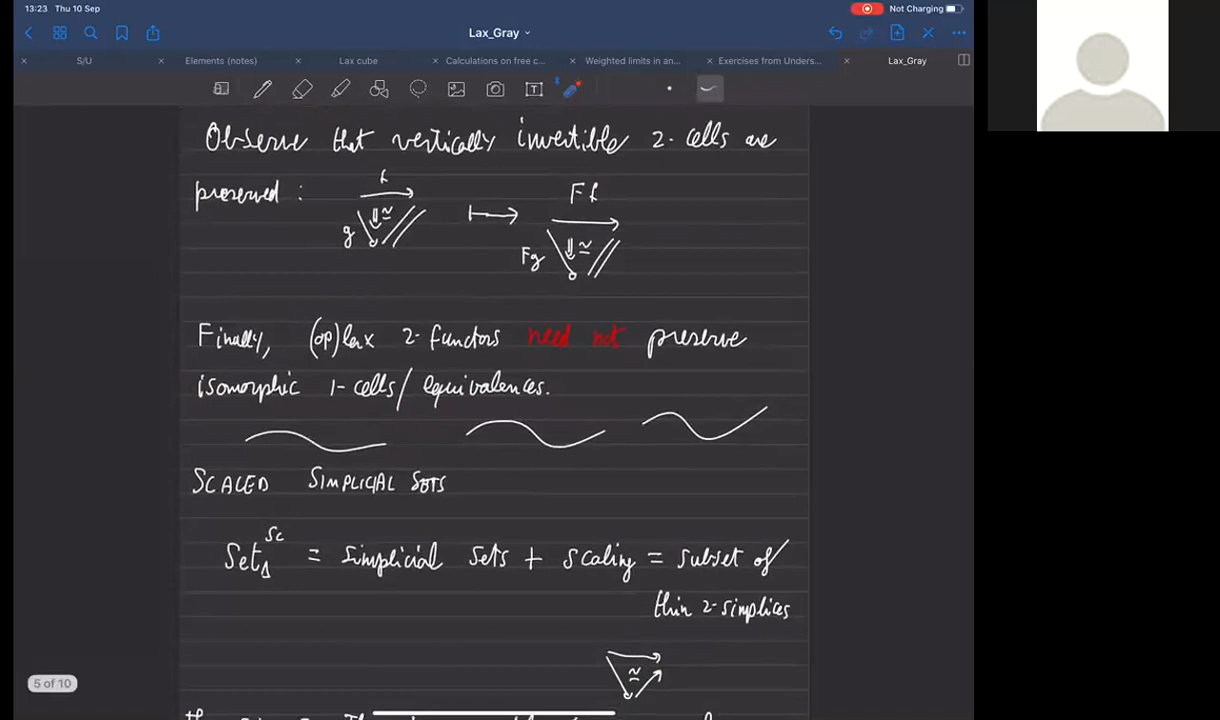 13:23 Thu 10 Sep
Not Charging
Lax_Gray
S/U
Elements (notes)
Lax cube
Calculations on free c...
Weighted limits in an...
Exercises from Unders...
Lax_Gray
Observe that vertically invertible 2-cells are
preserved :
f
g
≃
Ff
Fg
≃
Finally, (op)lax 2-functors need not preserve
isomorphic 1-cells/equivalences.
SCALED SIMPLICIAL SETS
Set_Δ^Sc = simplicial sets + scaling = subset of
thin 2-simplices
≃
5 of 10